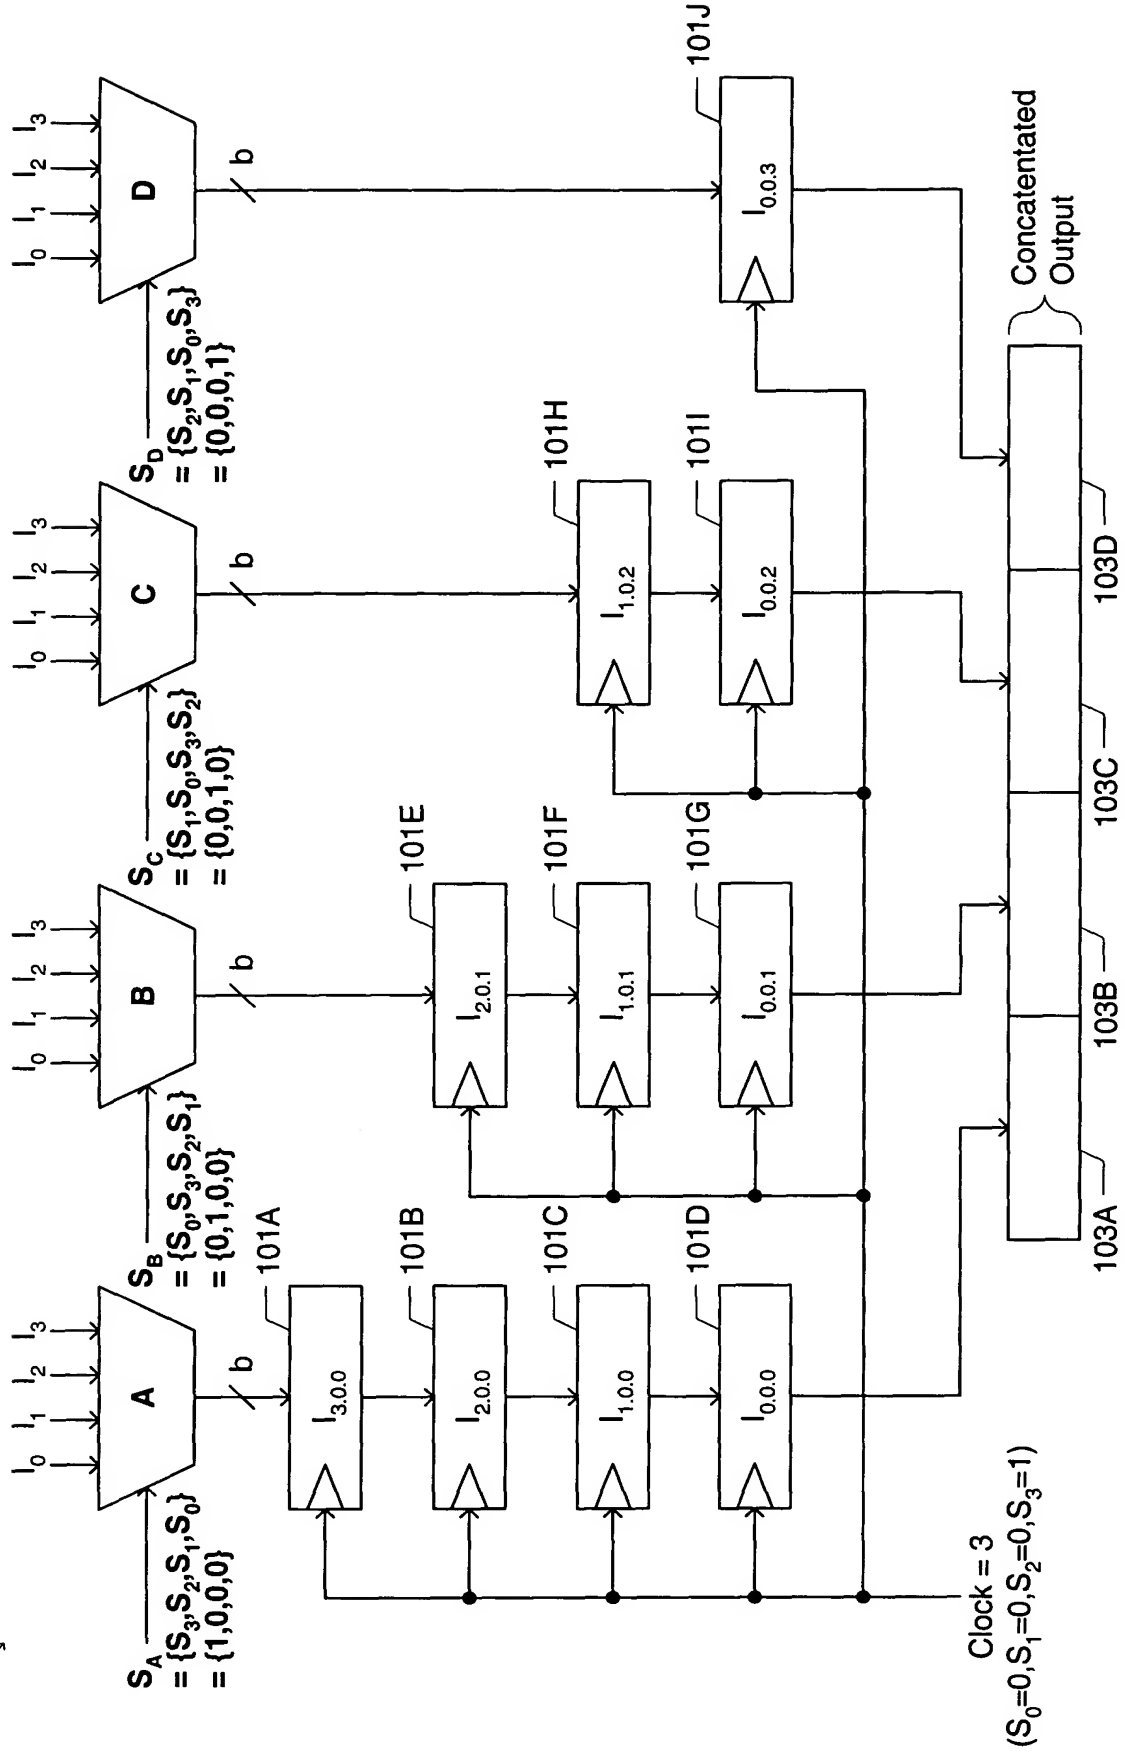 I₀ I₁ I₂ I₃
A
S_A
= {S₃,S₂,S₁,S₀}
= {1,0,0,0}
b
I₃.₀.₀
101A
I₂.₀.₀
101B
I₁.₀.₀
101C
I₀.₀.₀
101D
I₀ I₁ I₂ I₃
B
S_B
= {S₀,S₃,S₂,S₁}
= {0,1,0,0}
b
I₂.₀.₁
101E
I₁.₀.₁
101F
I₀.₀.₁
101G
I₀ I₁ I₂ I₃
C
S_C
= {S₁,S₀,S₃,S₂}
= {0,0,1,0}
b
I₁.₀.₂
101H
I₀.₀.₂
101I
I₀ I₁ I₂ I₃
D
S_D
= {S₂,S₁,S₀,S₃}
= {0,0,0,1}
b
I₀.₀.₃
101J
Clock = 3
(S₀=0,S₁=0,S₂=0,S₃=1)
103A
103B
103C
103D
Concatentated
Output